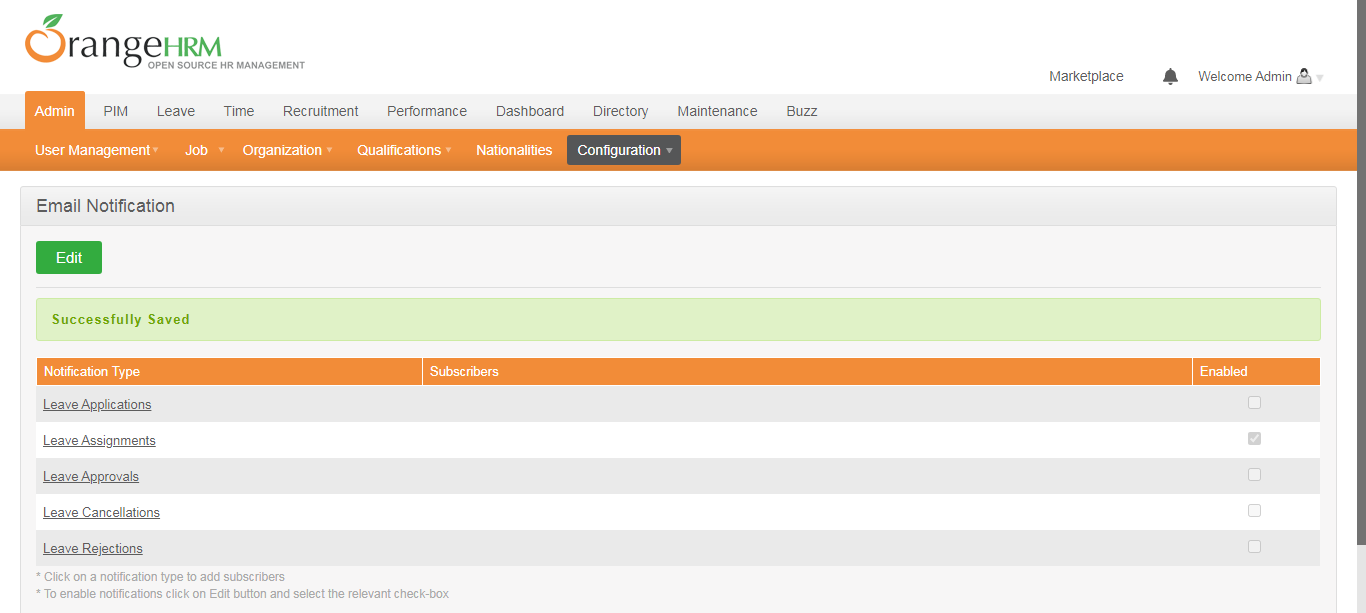 OrangeHRM
OPEN SOURCE HR MANAGEMENT
Marketplace Welcome Admin
Admin PIM Leave Time Recruitment Performance Dashboard Directory Maintenance Buzz
User Management Job Organization Qualifications Nationalities Configuration
Email Notification
Edit
Successfully Saved
Notification Type Subscribers Enabled
Leave Applications
Leave Assignments
Leave Approvals
Leave Cancellations
Leave Rejections
* Click on a notification type to add subscribers
* To enable notifications click on Edit button and select the relevant check-box